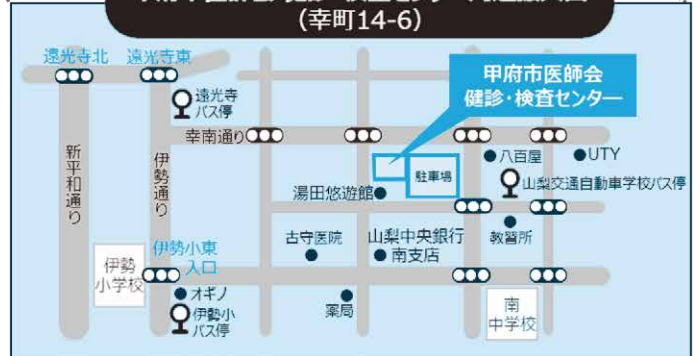 (幸町14-6)
遠光寺北
遠光寺東
甲府市医師会
健診・検査センター
遠光寺
バス停
幸南通り
新平和通り
伊勢通り
八百屋
UTY
駐車場
山梨交通自動車学校バス停
湯田悠遊館
古守医院
山梨中央銀行
南支店
教習所
伊勢小東
入口
伊勢
小学校
オギノ
伊勢小
バス停
薬局
南
中学校